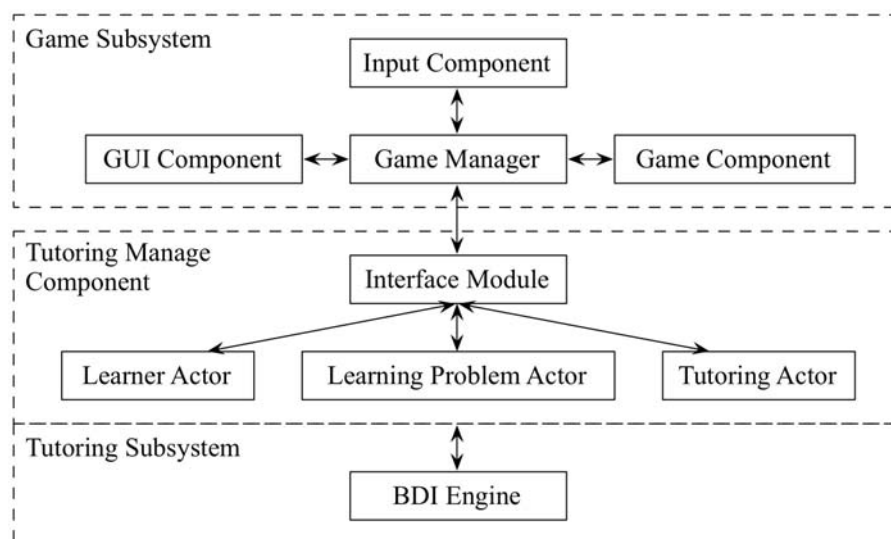 Game Subsystem
Input Component
GUI Component
Game Manager
Game Component
Tutoring Manage
Component
Interface Module
Learner Actor
Learning Problem Actor
Tutoring Actor
Tutoring Subsystem
BDI Engine